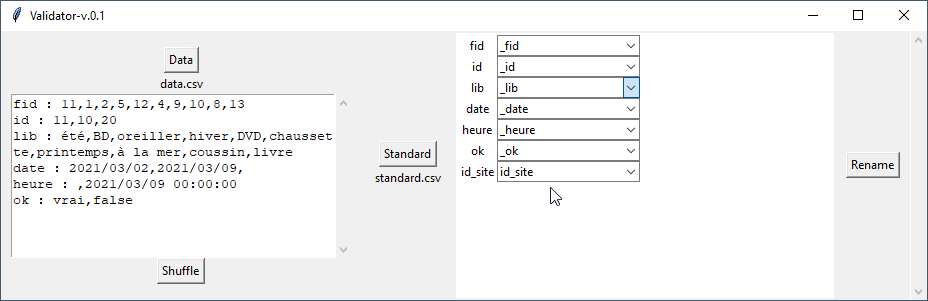 Validator-v.0.1
Data
data.csv
fid : 11,1,2,5,12,4,9,10,8,13
id : 11,10,20
lib : été,BD,oreiller,hiver,DVD,chausset
te,printemps,à la mer,coussin,livre
date : 2021/03/02,2021/03/09,
heure : ,2021/03/09 00:00:00
ok : vrai,false
Shuffle
Standard
standard.csv
fid _fid
id _id
lib _lib
date _date
heure _heure
ok _ok
id_site id_site
Rename